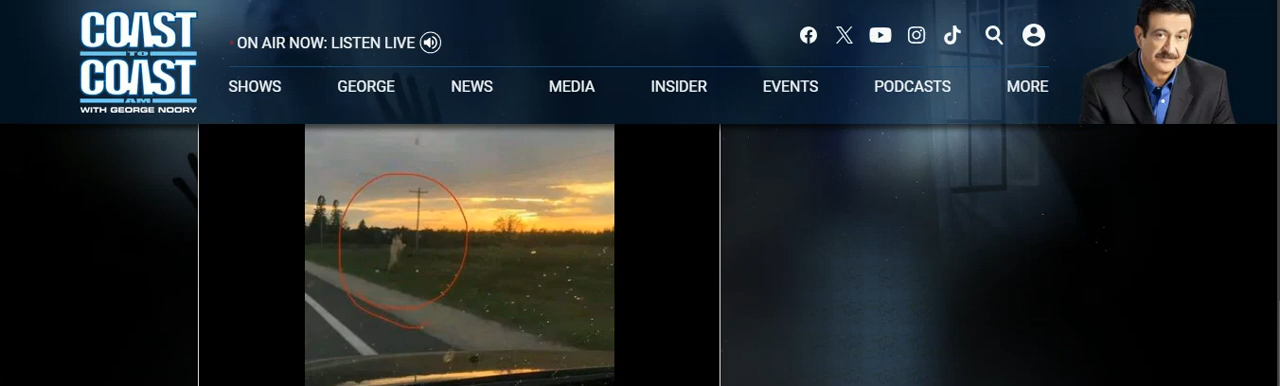 COAST
TO
COAST
AM
WITH GEORGE NOORY
ON AIR NOW: LISTEN LIVE
SHOWS GEORGE NEWS MEDIA INSIDER EVENTS PODCASTS MORE